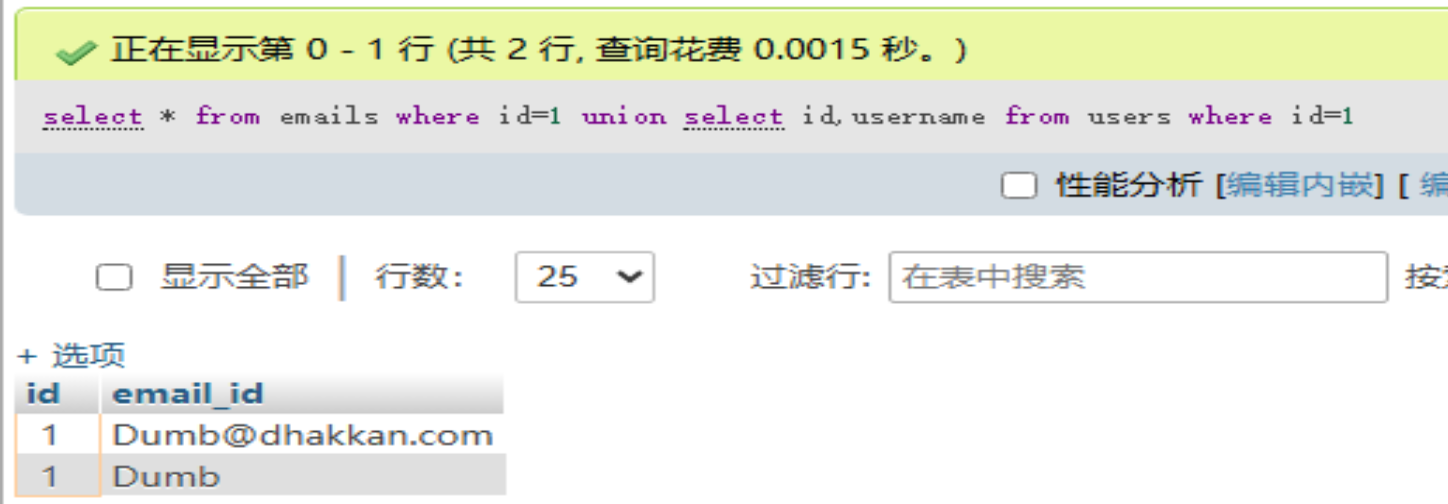 正在显示第 0 - 1 行 (共 2 行, 查询花费 0.0015 秒。)
select * from emails where id=1 union select id,username from users where id=1
性能分析 [编辑内嵌] [ 编
显示全部 | 行数: 25 过滤行: 在表中搜索 按
+ 选项
id email_id
1 Dumb@dhakkan.com
1 Dumb